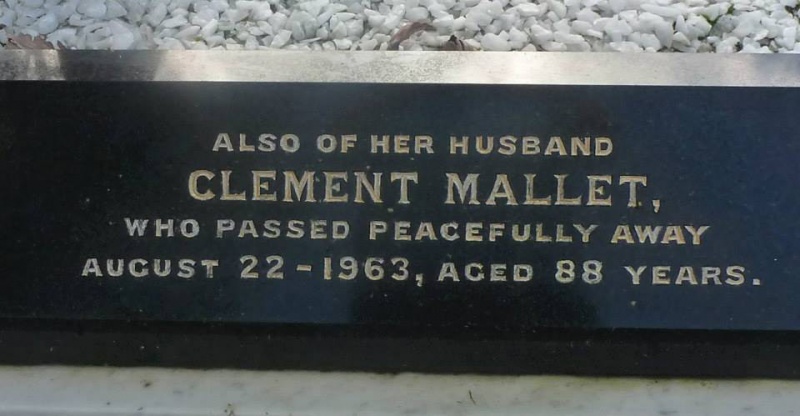 ALSO OF HER HUSBAND
CLEMENT MALLET,
WHO PASSED PEACEFULLY AWAY
AUGUST 22-1963, AGED 88 YEARS.